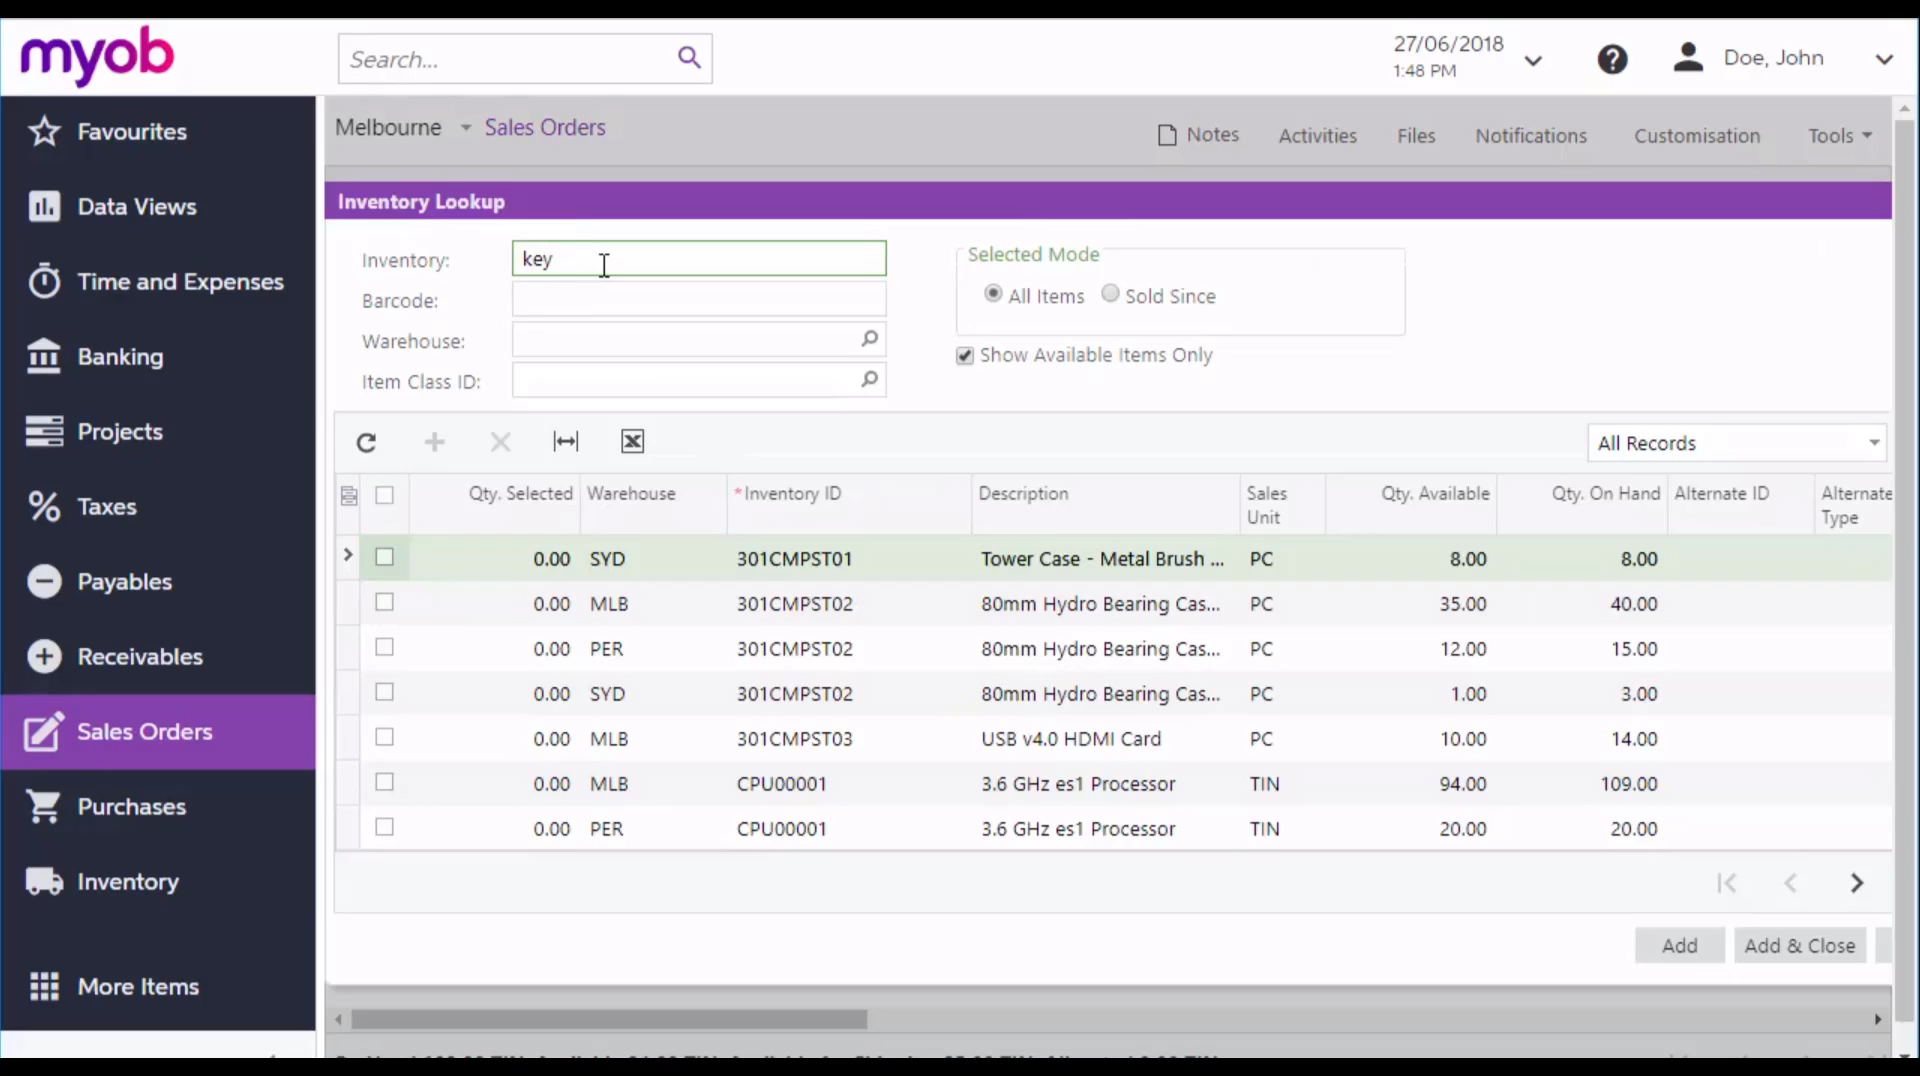 myob
Search...
27/06/2018
1:48 PM
Doe, John
Favourites
Data Views
Time and Expenses
Banking
Projects
Taxes
Payables
Receivables
Sales Orders
Purchases
Inventory
More Items
Melbourne Sales Orders
Notes Activities Files Notifications Customisation Tools
Inventory Lookup
Inventory: key
Barcode:
Warehouse:
Item Class ID:
Selected Mode
All Items Sold Since
Show Available Items Only
All Records
Qty. Selected Warehouse *Inventory ID Description Sales Unit Qty. Available Qty. On Hand Alternate ID Alternate Type
0.00 SYD 301CMPST01 Tower Case - Metal Brush ... PC 8.00 8.00
0.00 MLB 301CMPST02 80mm Hydro Bearing Cas... PC 35.00 40.00
0.00 PER 301CMPST02 80mm Hydro Bearing Cas... PC 12.00 15.00
0.00 SYD 301CMPST02 80mm Hydro Bearing Cas... PC 1.00 3.00
0.00 MLB 301CMPST03 USB v4.0 HDMI Card PC 10.00 14.00
0.00 MLB CPU00001 3.6 GHz es1 Processor TIN 94.00 109.00
0.00 PER CPU00001 3.6 GHz es1 Processor TIN 20.00 20.00
Add Add & Close